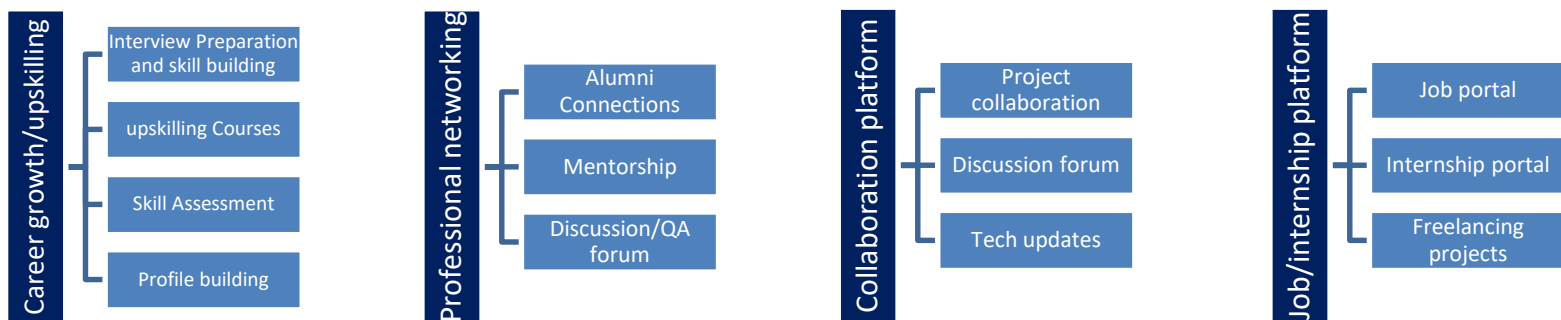 Career growth/upskilling
Interview Preparation
and skill building
upskilling Courses
Skill Assessment
Profile building
Professional networking
Alumni
Connections
Mentorship
Discussion/QA
forum
Collaboration platform
Project
collaboration
Discussion forum
Tech updates
Job/internship platform
Job portal
Internship portal
Freelancing
projects